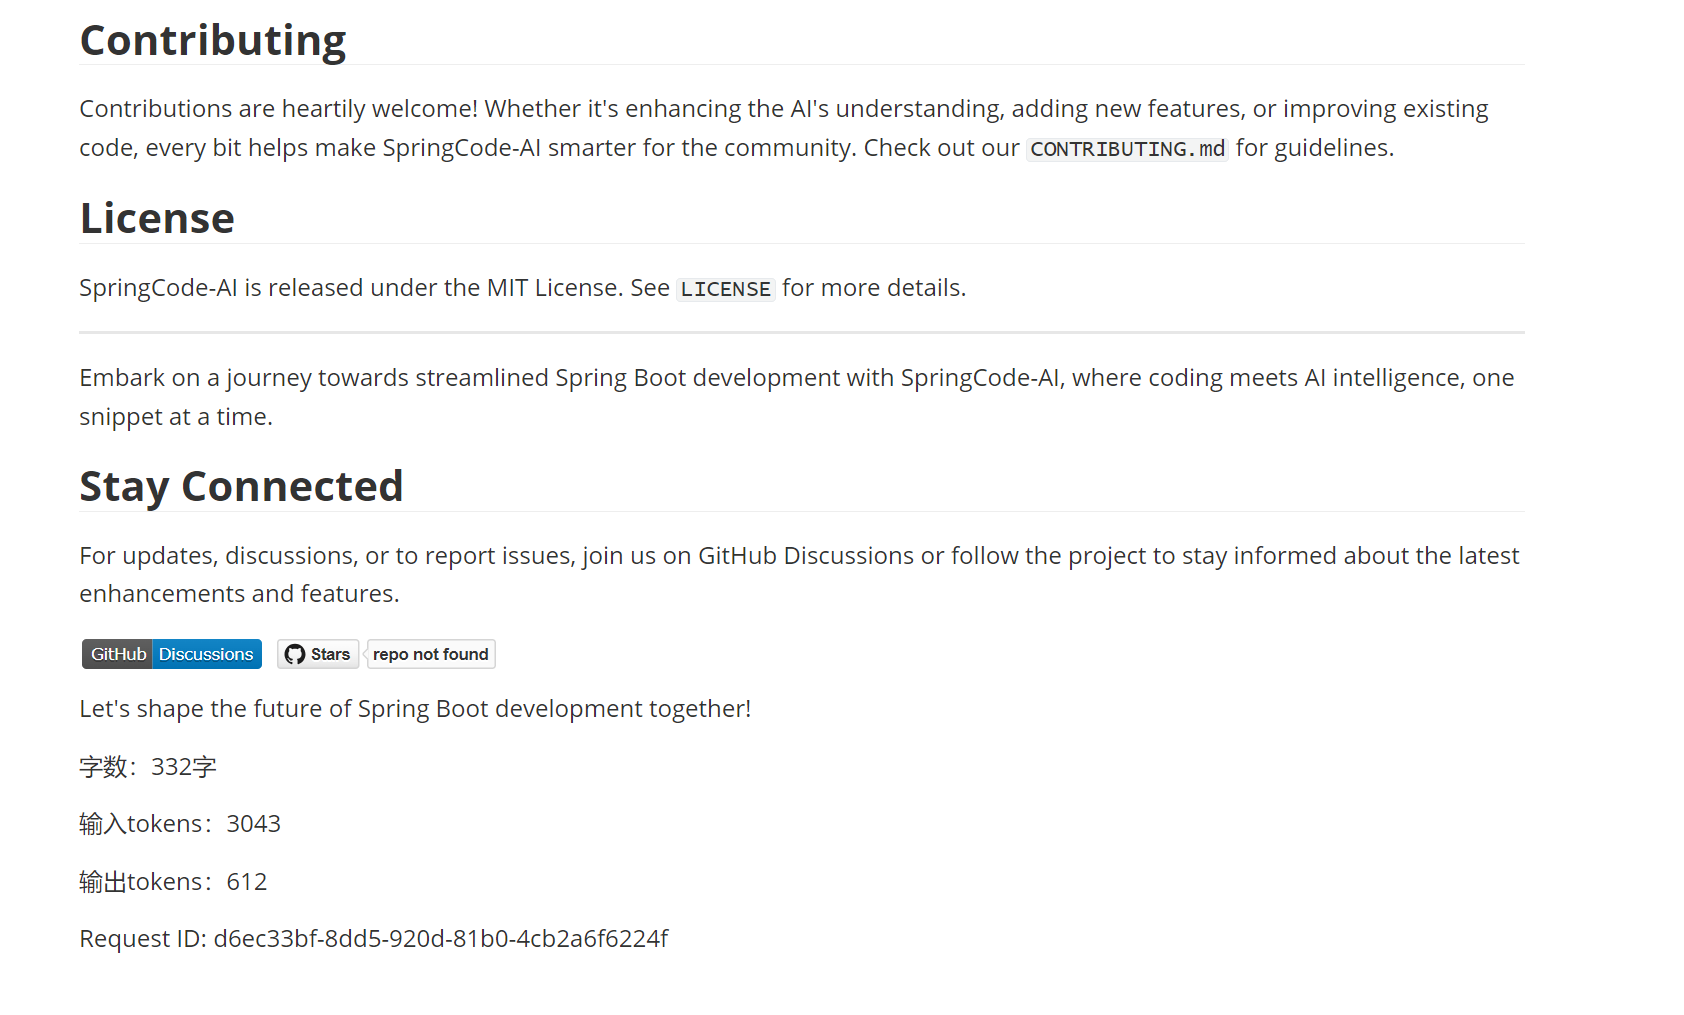 Contributing
Contributions are heartily welcome! Whether it's enhancing the AI's understanding, adding new features, or improving existing
code, every bit helps make SpringCode-AI smarter for the community. Check out our CONTRIBUTING.md for guidelines.
License
SpringCode-AI is released under the MIT License. See LICENSE for more details.
Embark on a journey towards streamlined Spring Boot development with SpringCode-AI, where coding meets AI intelligence, one
snippet at a time.
Stay Connected
For updates, discussions, or to report issues, join us on GitHub Discussions or follow the project to stay informed about the latest
enhancements and features.
GitHub Discussions Stars repo not found
Let's shape the future of Spring Boot development together!
字数：332字
输入tokens：3043
输出tokens：612
Request ID: d6ec33bf-8dd5-920d-81b0-4cb2a6f6224f